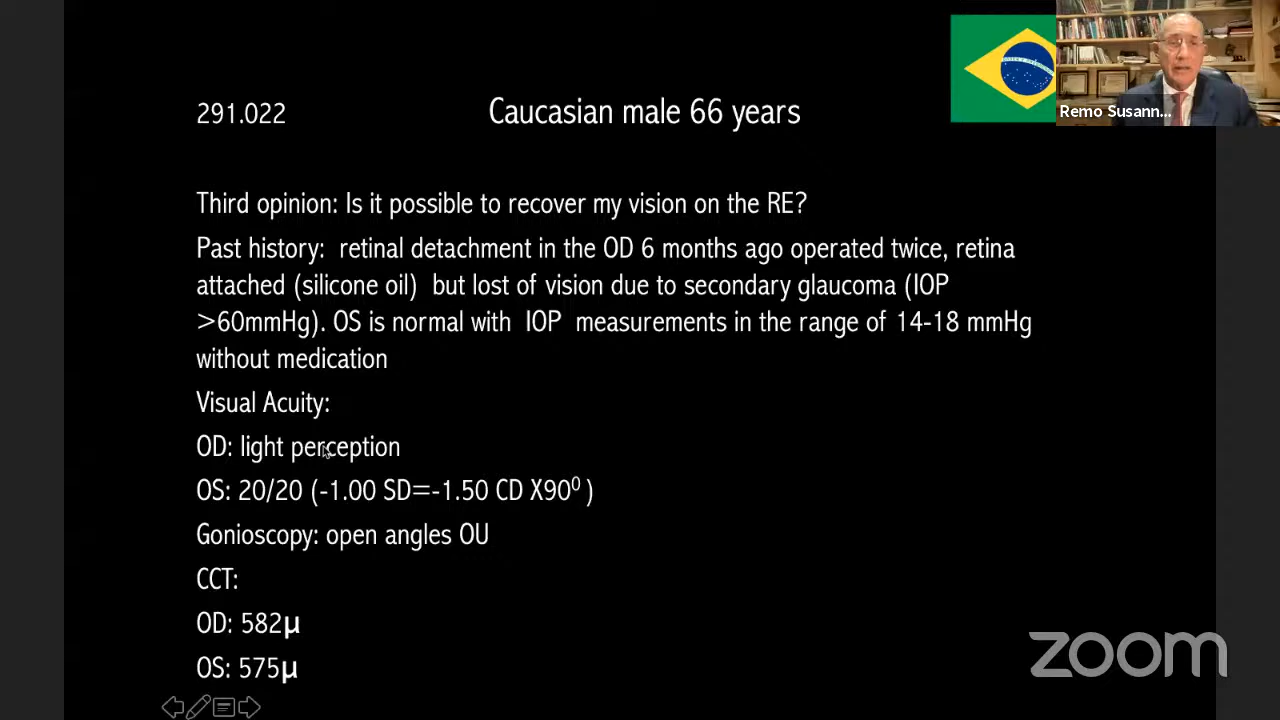 291.022
Caucasian male 66 years
Remo Susann...
Third opinion: Is it possible to recover my vision on the RE?
Past history: retinal detachment in the OD 6 months ago operated twice, retina
attached (silicone oil) but lost of vision due to secondary glaucoma (IOP
>60mmHg). OS is normal with IOP measurements in the range of 14-18 mmHg
without medication
Visual Acuity:
OD: light perception
OS: 20/20 (-1.00 SD=-1.50 CD X90⁰ )
Gonioscopy: open angles OU
CCT:
OD: 582µ
OS: 575µ
zoom